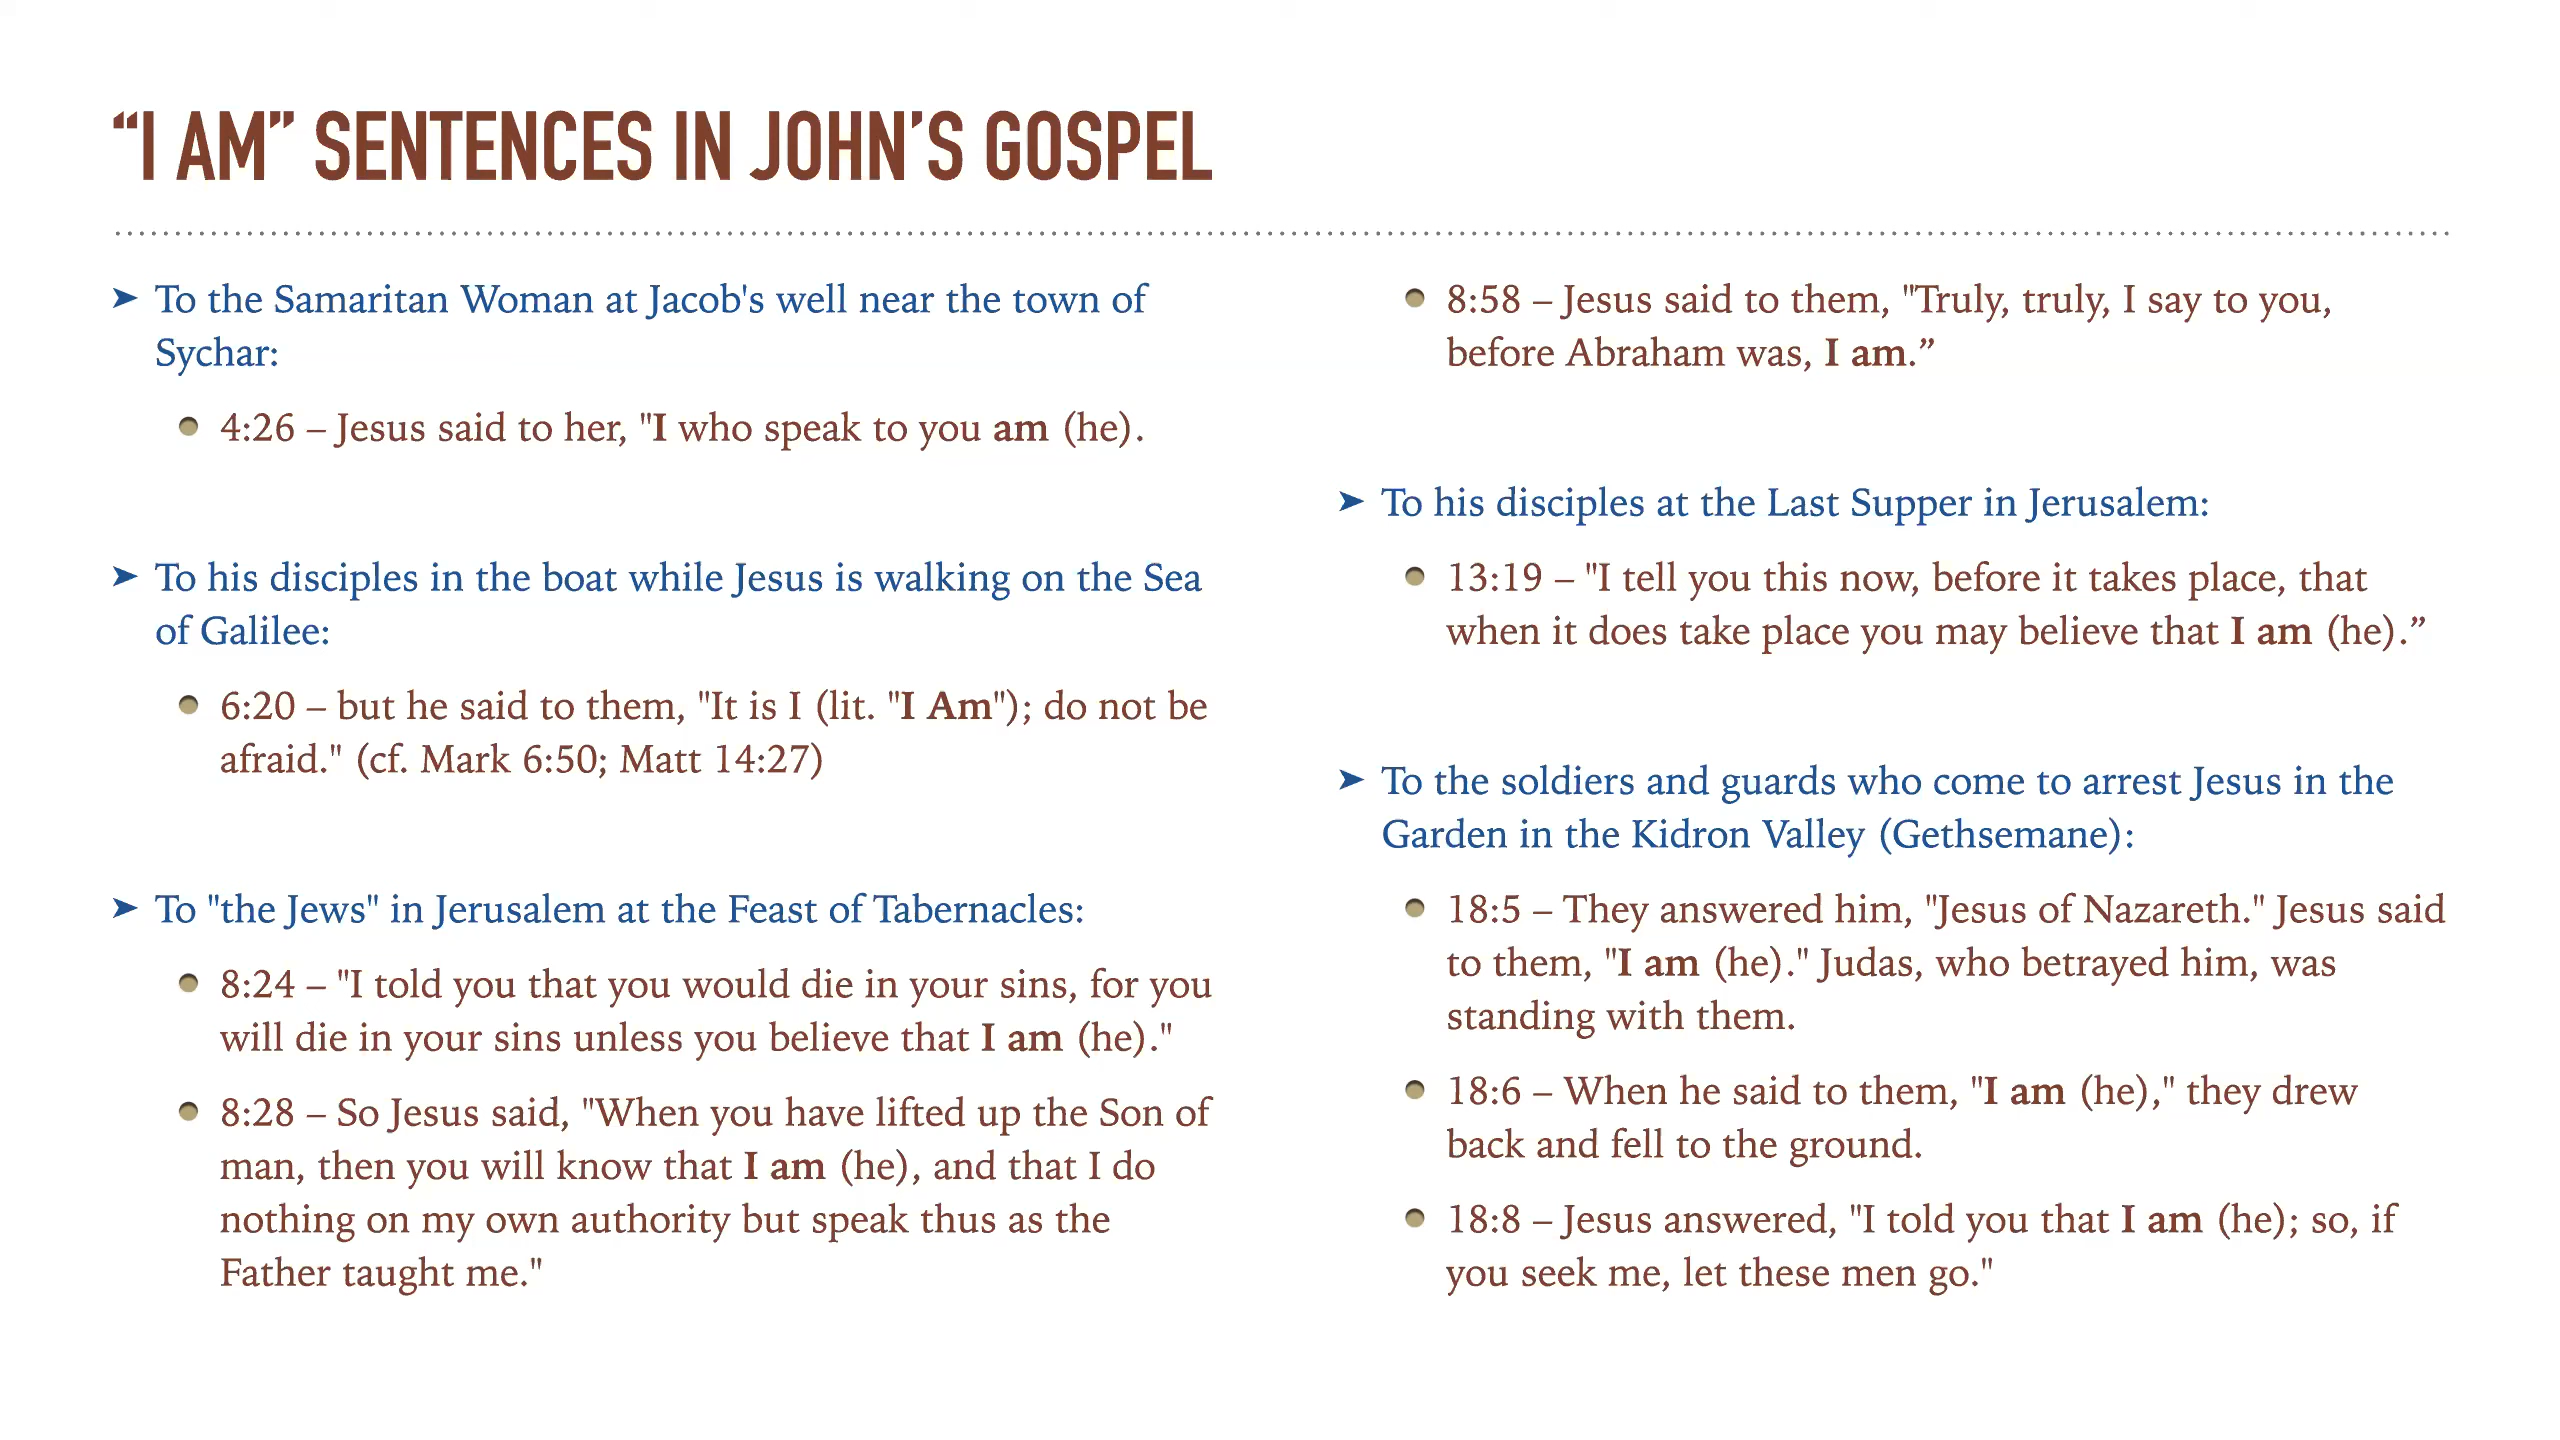 “I AM” SENTENCES IN JOHN’S GOSPEL
➤ To the Samaritan Woman at Jacob's well near the town of
Sychar:
• 4:26 – Jesus said to her, "I who speak to you am (he).
➤ To his disciples in the boat while Jesus is walking on the Sea
of Galilee:
• 6:20 – but he said to them, "It is I (lit. "I Am"); do not be
afraid." (cf. Mark 6:50; Matt 14:27)
➤ To "the Jews" in Jerusalem at the Feast of Tabernacles:
• 8:24 – "I told you that you would die in your sins, for you
will die in your sins unless you believe that I am (he)."
• 8:28 – So Jesus said, "When you have lifted up the Son of
man, then you will know that I am (he), and that I do
nothing on my own authority but speak thus as the
Father taught me."
• 8:58 – Jesus said to them, "Truly, truly, I say to you,
before Abraham was, I am.”
➤ To his disciples at the Last Supper in Jerusalem:
• 13:19 – "I tell you this now, before it takes place, that
when it does take place you may believe that I am (he).”
➤ To the soldiers and guards who come to arrest Jesus in the
Garden in the Kidron Valley (Gethsemane):
• 18:5 – They answered him, "Jesus of Nazareth." Jesus said
to them, "I am (he)." Judas, who betrayed him, was
standing with them.
• 18:6 – When he said to them, "I am (he)," they drew
back and fell to the ground.
• 18:8 – Jesus answered, "I told you that I am (he); so, if
you seek me, let these men go."